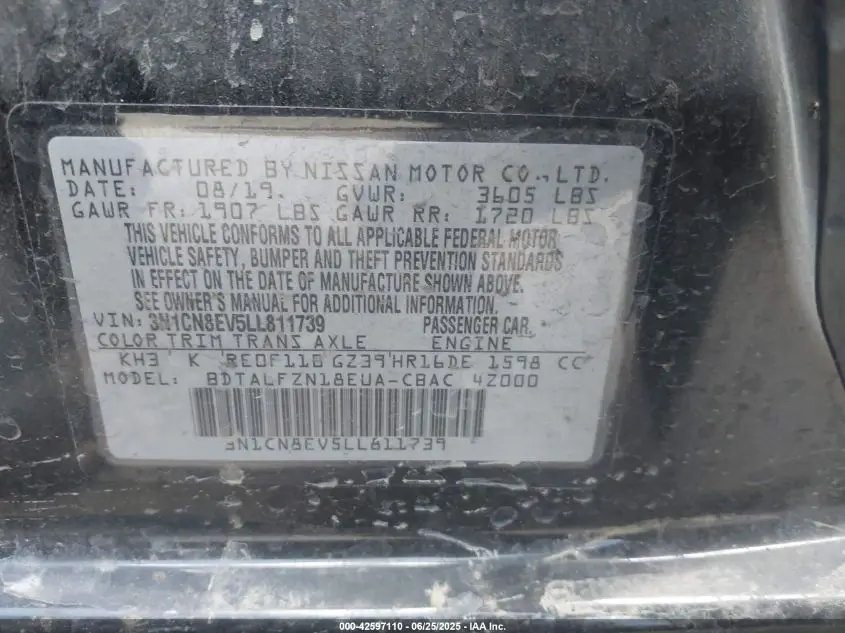 MANUFACTURED BY NISSAN MOTOR CO., LTD.
DATE: 08/19. GVWR: 3605 LBS
GAWR FR: 1907 LBS GAWR RR: 1720 LBS
THIS VEHICLE CONFORMS TO ALL APPLICABLE FEDERAL MOTOR
VEHICLE SAFETY, BUMPER AND THEFT PREVENTION STANDARDS
IN EFFECT ON THE DATE OF MANUFACTURE SHOWN ABOVE.
SEE OWNER'S MANUAL FOR ADDITIONAL INFORMATION.
VIN: 3N1CN8EV5LL811739 PASSENGER CAR.
COLOR TRIM TRANS AXLE ENGINE
KH3 K RE0F11B GZ39 HR16DE 1598 CC
MODEL: BDTALFZN18EUA-CBAC 4Z000
3N1CN8EV5LL811739
000-42597110 - 06/25/2025 - IAA Inc.